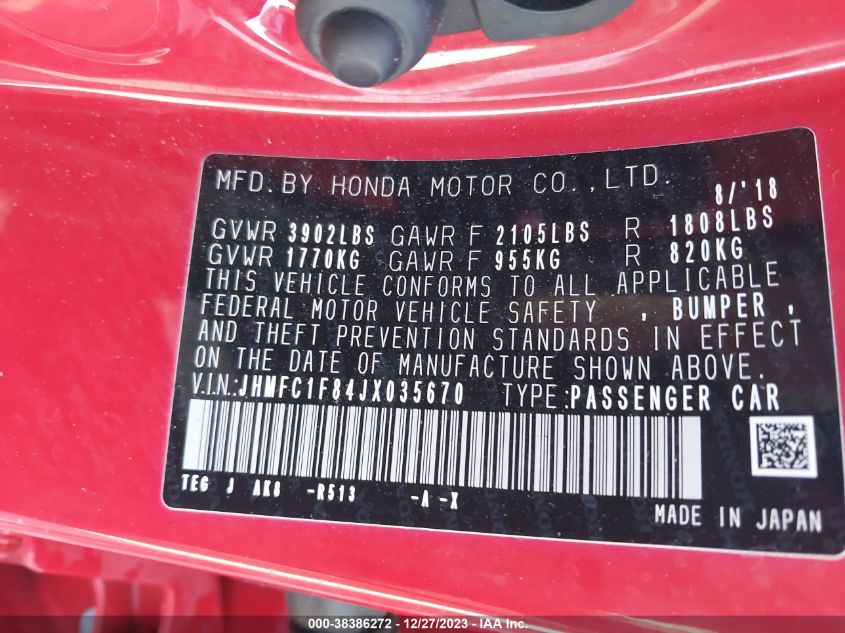 MFD. BY HONDA MOTOR CO., LTD. 8/'18
GVWR 3902LBS GAWR F 2105LBS R 1808LBS
GVWR 1770KG GAWR F 955KG R 820KG
THIS VEHICLE CONFORMS TO ALL APPLICABLE
FEDERAL MOTOR VEHICLE SAFETY , BUMPER ,
AND THEFT PREVENTION STANDARDS IN EFFECT
ON THE DATE OF MANUFACTURE SHOWN ABOVE.
V.I.N.:JHMFC1F84JX035670 TYPE:PASSENGER CAR
TEG J AK8 -R513 -A -X
MADE IN JAPAN
000-38386272 - 12/27/2023 - IAA Inc.